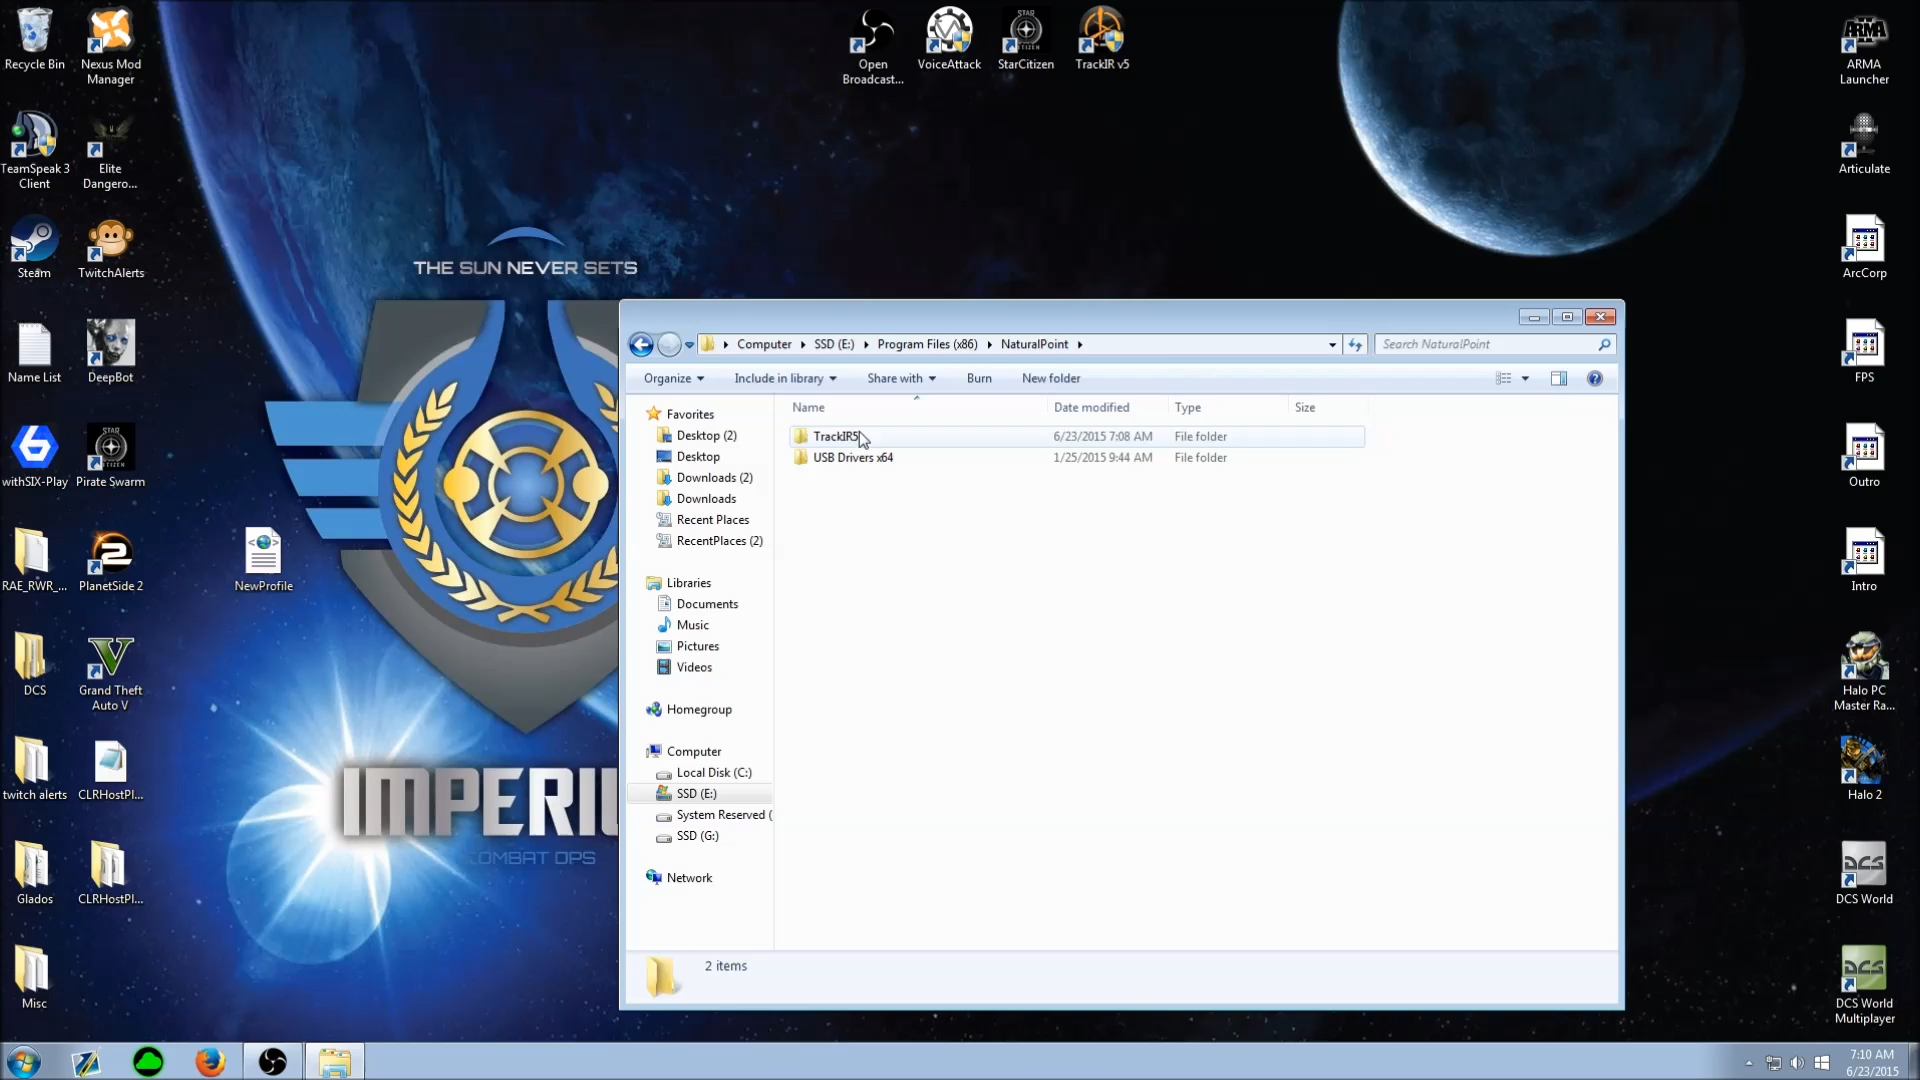 Recycle Bin
Nexus Mod
Manager
Open
Broadcast...
VoiceAttack
StarCitizen
TrackIR v5
ARMA
Launcher
TeamSpeak 3
Client
Elite
Dangero...
Articulate
Steam
TwitchAlerts
ArcCorp
THE SUN NEVER SETS
Name List
DeepBot
FPS
withSIX-Play
Pirate Swarm
Outro
RAE_RWR_...
PlanetSide 2
NewProfile
Intro
DCS
Grand Theft
Auto V
Halo PC
Master Ra...
twitch alerts
CLRHostPl...
Halo 2
IMPERIU
COMBAT OPS
Glados
CLRHostPl...
DCS World
Misc
DCS World
Multiplayer
Computer
SSD (E:)
Program Files (x86)
NaturalPoint
Search NaturalPoint
Organize
Include in library
Share with
Burn
New folder
Name
Date modified
Type
Size
TrackIR5
6/23/2015 7:08 AM
File folder
USB Drivers x64
1/25/2015 9:44 AM
File folder
Favorites
Desktop (2)
Desktop
Downloads (2)
Downloads
Recent Places
RecentPlaces (2)
Libraries
Documents
Music
Pictures
Videos
Homegroup
Computer
Local Disk (C:)
SSD (E:)
System Reserved (
SSD (G:)
Network
2 items
7:10 AM
6/23/2015